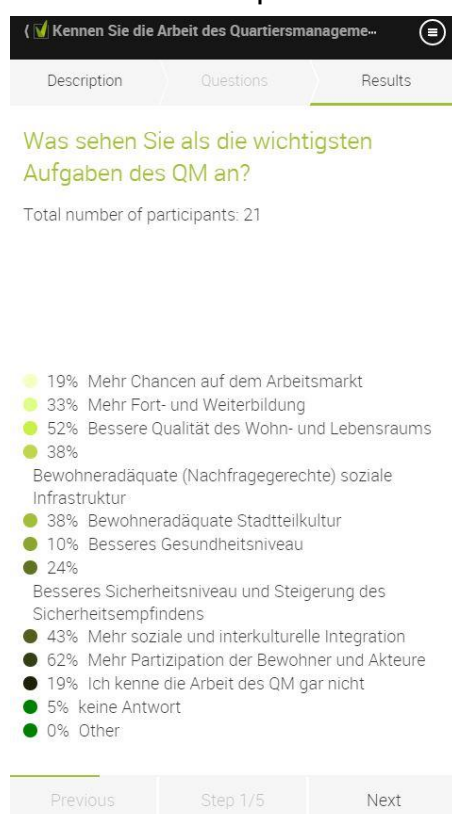 Kennen Sie die Arbeit des Quartiersmanageme...
Description Questions Results
Was sehen Sie als die wichtigsten
Aufgaben des QM an?
Total number of participants: 21
19% Mehr Chancen auf dem Arbeitsmarkt
33% Mehr Fort- und Weiterbildung
52% Bessere Qualität des Wohn- und Lebensraums
38%
Bewohneradäquate (Nachfragegerechte) soziale
Infrastruktur
38% Bewohneradäquate Stadtteilkultur
10% Besseres Gesundheitsniveau
24%
Besseres Sicherheitsniveau und Steigerung des
Sicherheitsempfindens
43% Mehr soziale und interkulturelle Integration
62% Mehr Partizipation der Bewohner und Akteure
19% Ich kenne die Arbeit des QM gar nicht
5% keine Antwort
0% Other
Previous Step 1/5 Next